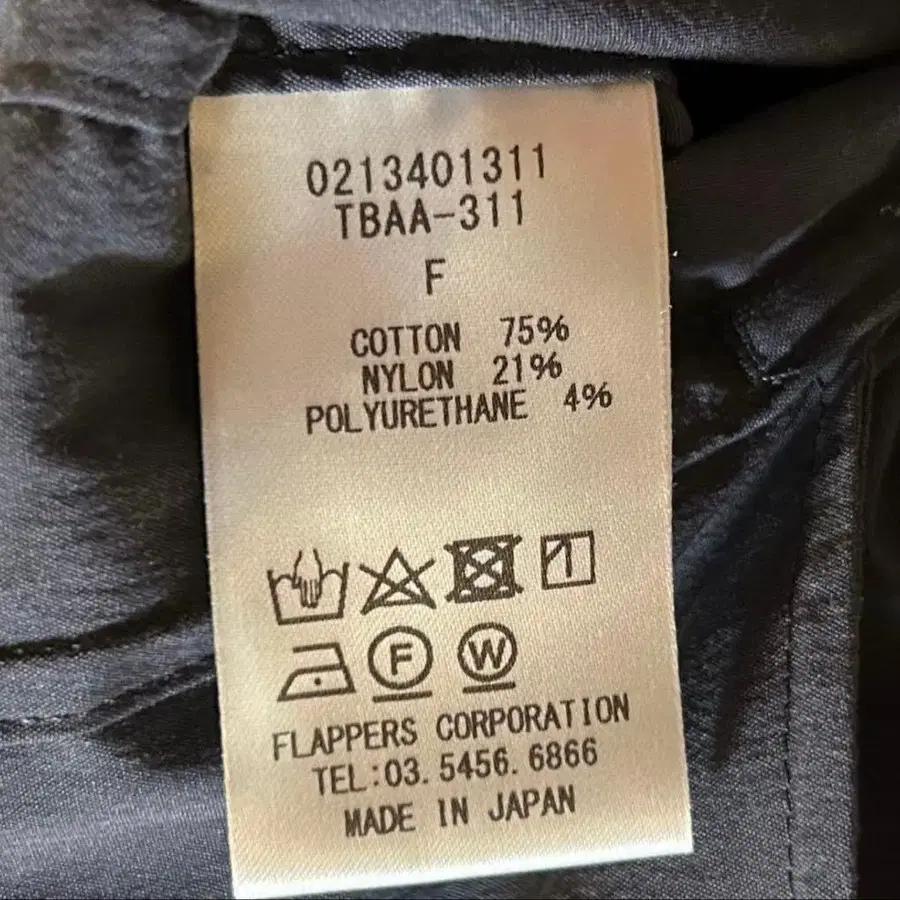 0213401311
TBAA-311
F
COTTON 75%
NYLON 21%
POLYURETHANE 4%
F W
FLAPPERS CORPORATION
TEL:03.5456.6866
MADE IN JAPAN